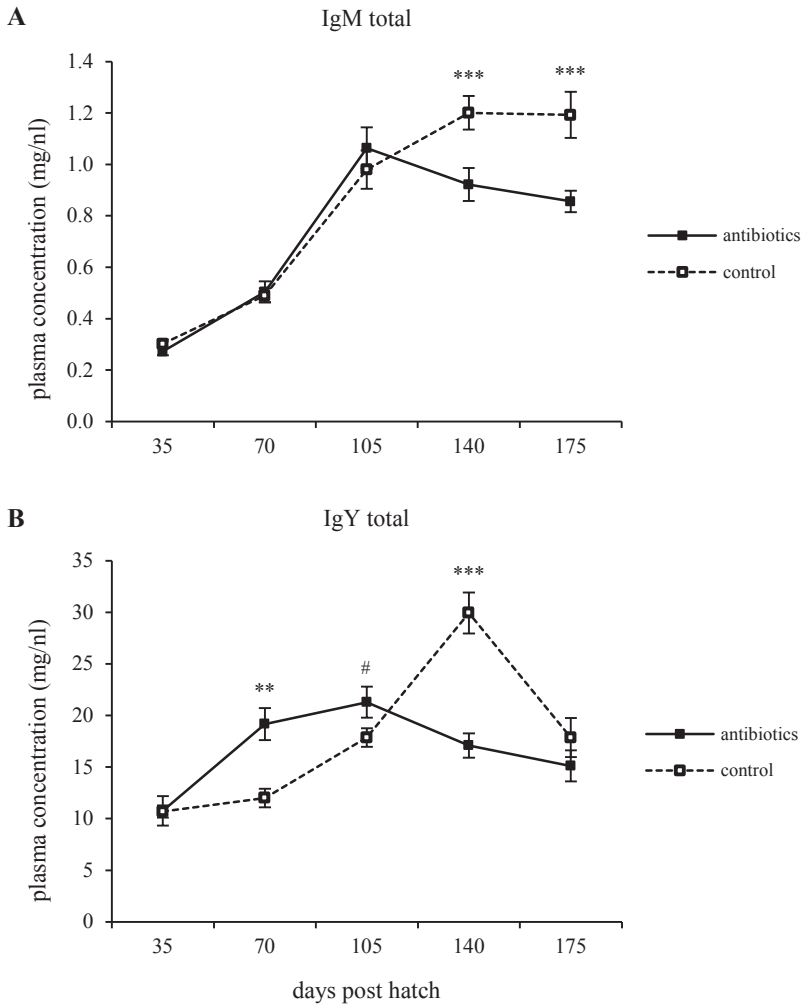 A
IgM total
*** ***
1.4
1.2
1.0
0.8
0.6
0.4
0.2
0.0
plasma concentration (mg/nl)
35 70 105 140 175
antibiotics
control
B
IgY total
***
**
#
35
30
25
20
15
10
5
0
plasma concentration (mg/nl)
35 70 105 140 175
days post hatch
antibiotics
control